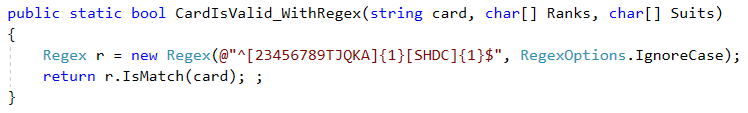 public static bool CardIsValid_WithRegex(string card, char[] Ranks, char[] Suits)
{
    Regex r = new Regex(@"^[23456789TJQKA]{1}[SHDC]{1}$", RegexOptions.IgnoreCase);
    return r.IsMatch(card); ;
}